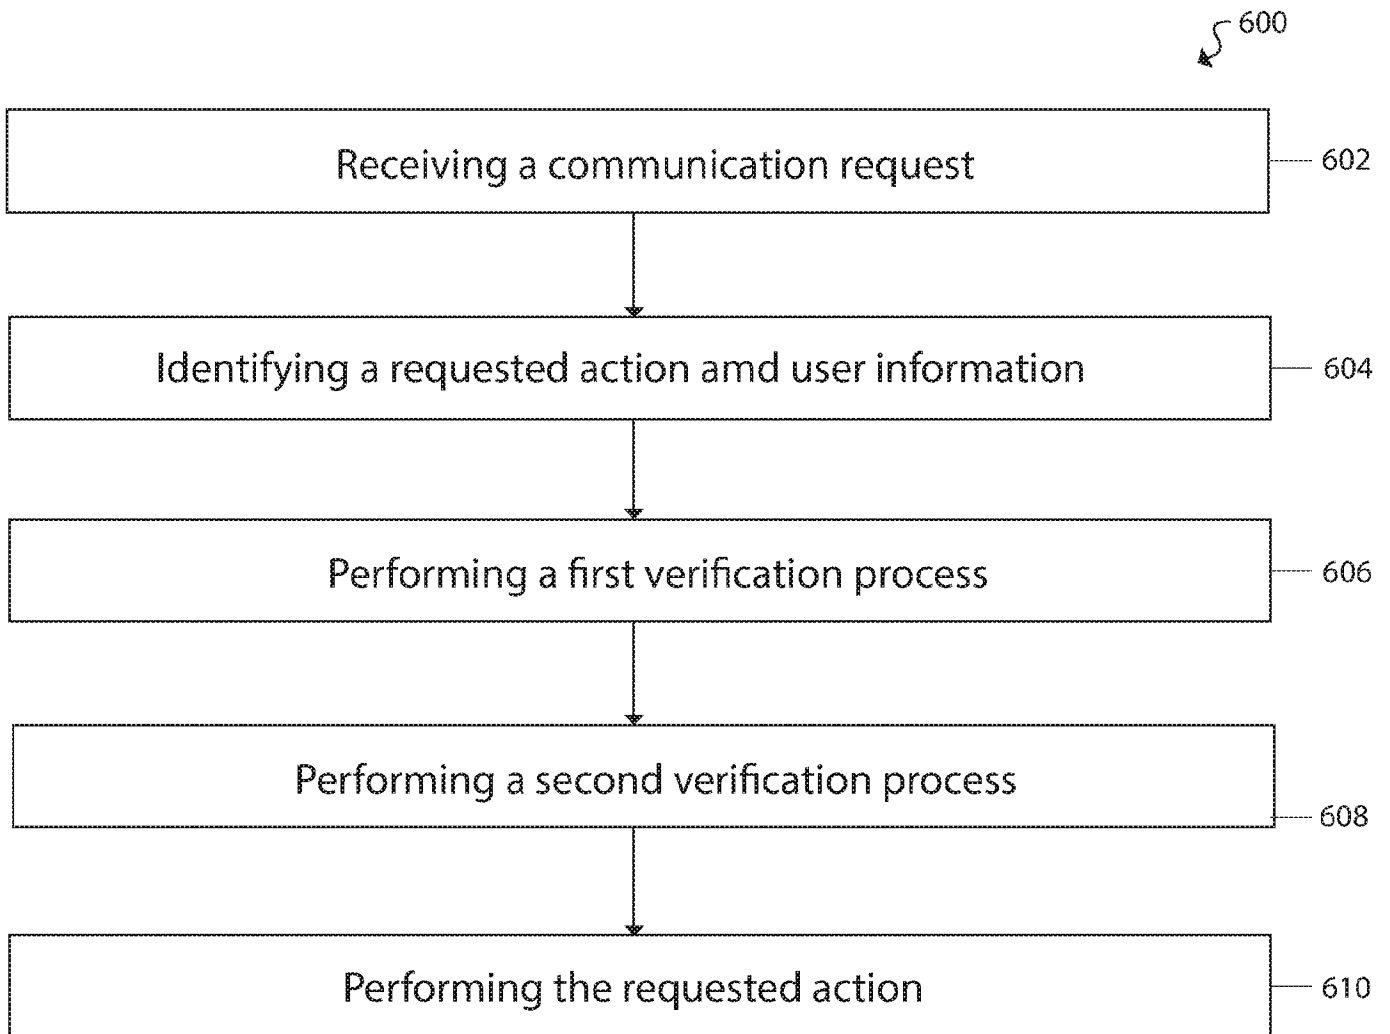 600
Receiving a communication request
602
Identifying a requested action amd user information
604
Performing a first verification process
606
Performing a second verification process
608
Performing the requested action
610